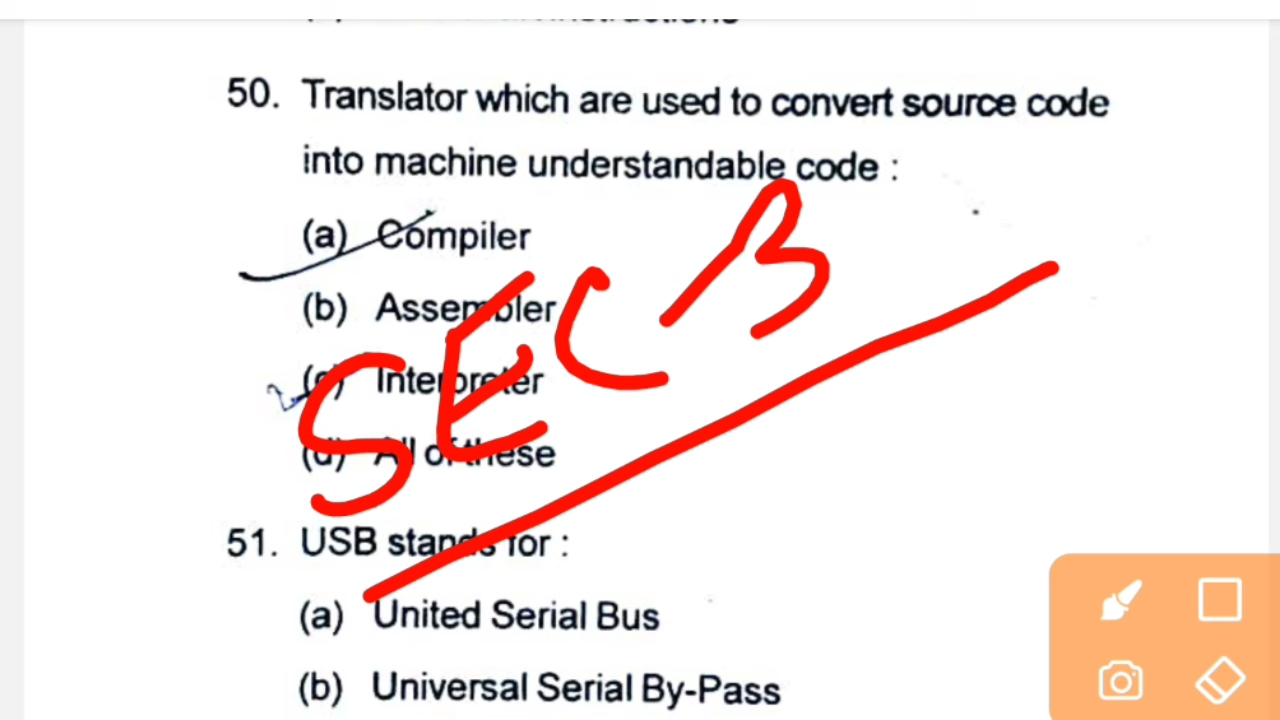 50. Translator which are used to convert source code
into machine understandable code :
(a) Compiler
(b) Assembler
(c) Interpreter
(d) All of these
SEC B
51. USB stands for :
(a) United Serial Bus
(b) Universal Serial By-Pass